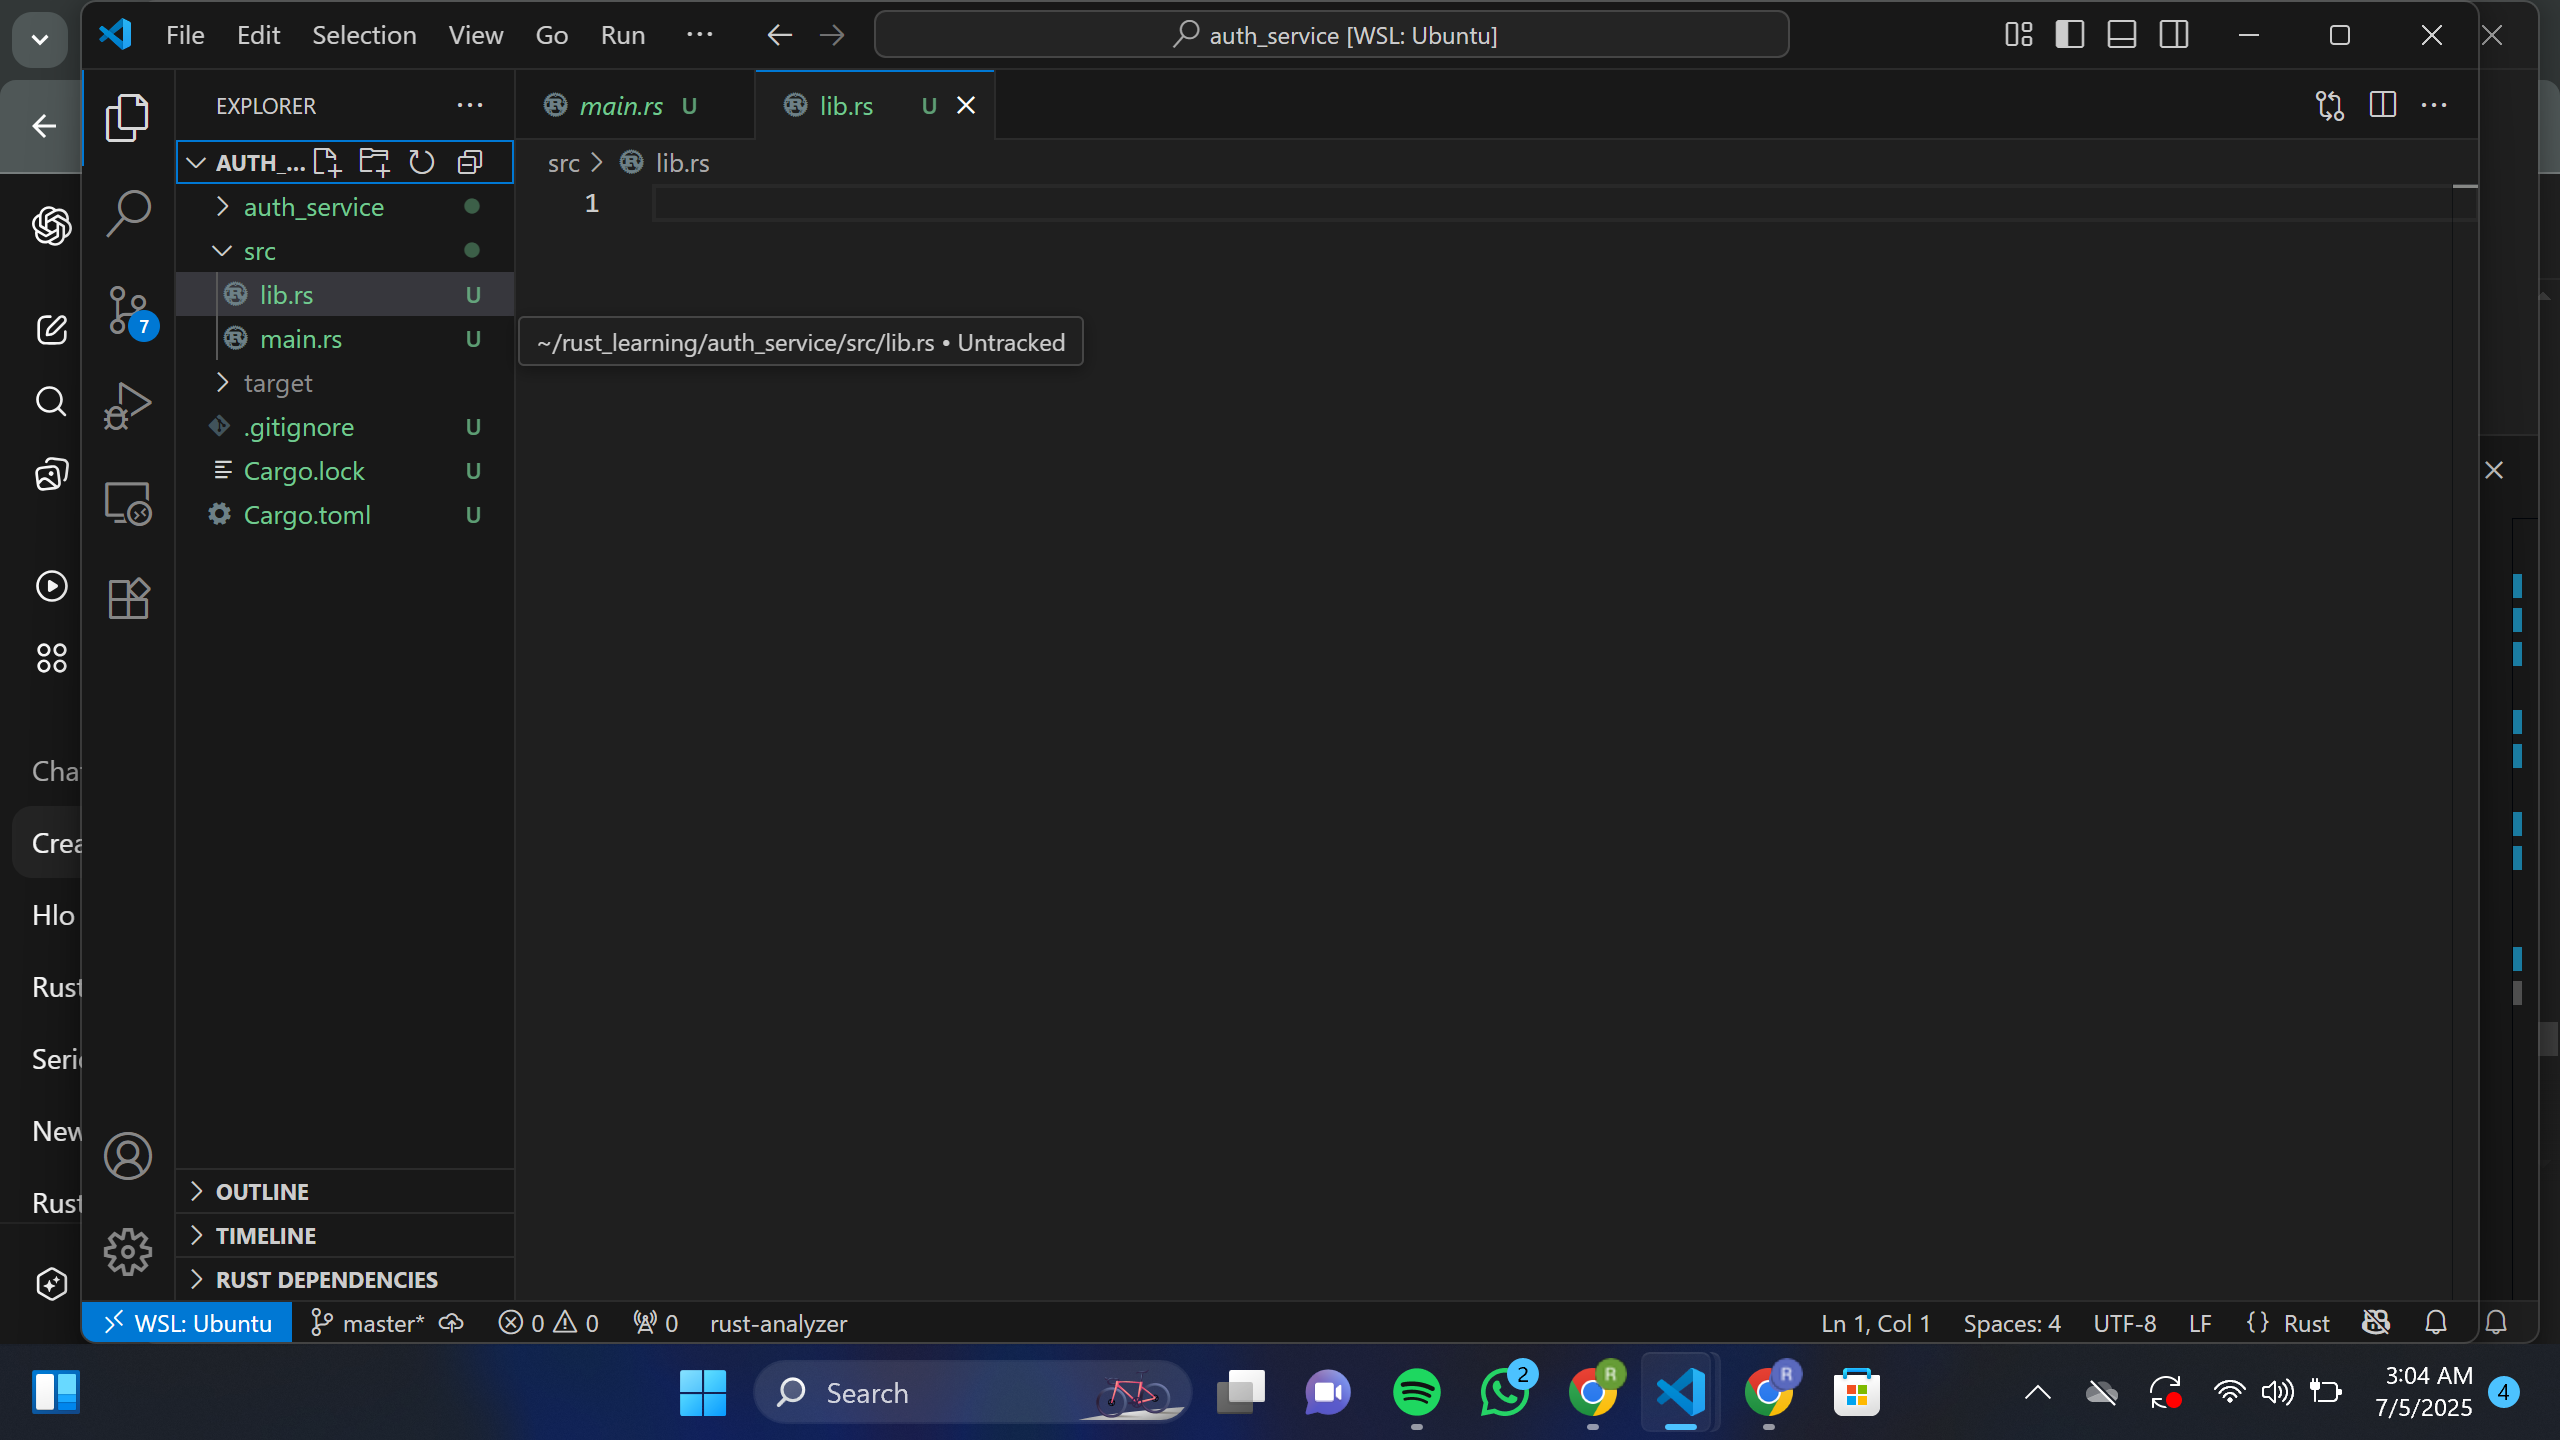 File Edit Selection View Go Run ··· auth_service [WSL: Ubuntu]
EXPLORER ···
main.rs U
lib.rs U
AUTH_...
src > lib.rs
1
auth_service
src
lib.rs U
main.rs U
~/rust_learning/auth_service/src/lib.rs • Untracked
target
.gitignore U
Cargo.lock U
Cargo.toml U
7
Cha
Crea
Hlo
Rust
Serie
New
Rust
OUTLINE
TIMELINE
RUST DEPENDENCIES
WSL: Ubuntu master* 0 0 0 rust-analyzer Ln 1, Col 1 Spaces: 4 UTF-8 LF {} Rust
Search
2
R
R
3:04 AM
7/5/2025
4